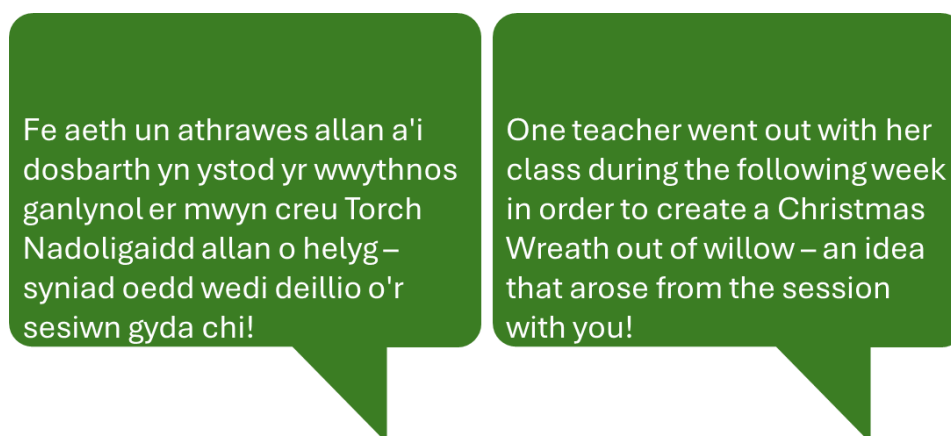 Fe aeth un athrawes allan a'i
dosbarth yn ystod yr wwythnos
ganlynol er mwyn creu Torch
Nadoligaidd allan o helyg –
syniad oedd wedi deillio o'r
sesiwn gyda chi!
One teacher went out with her
class during the following week
in order to create a Christmas
Wreath out of willow – an idea
that arose from the session
with you!